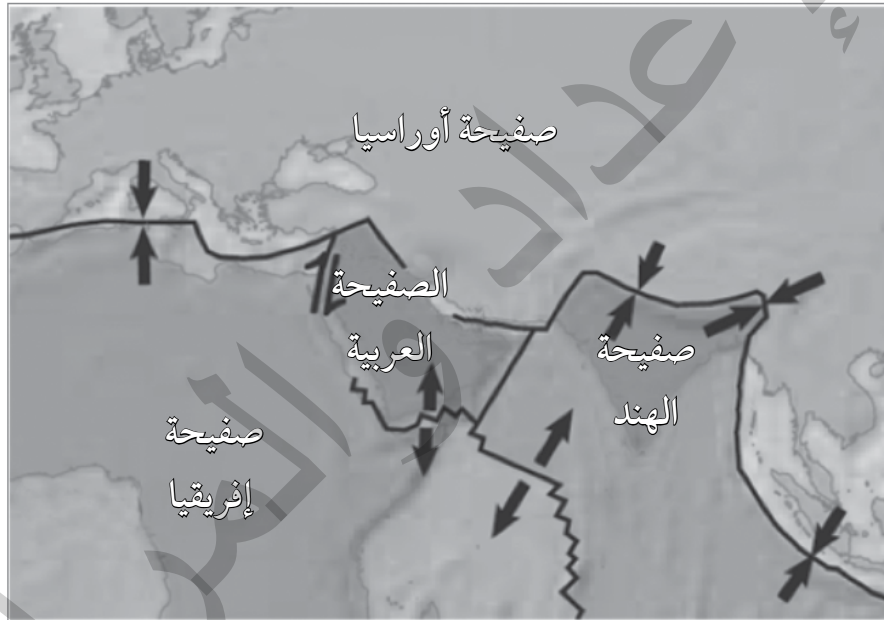 صفيحة أوراسيا
الصفيحة
العربية
صفيحة
الهند
صفيحة
إفريقيا